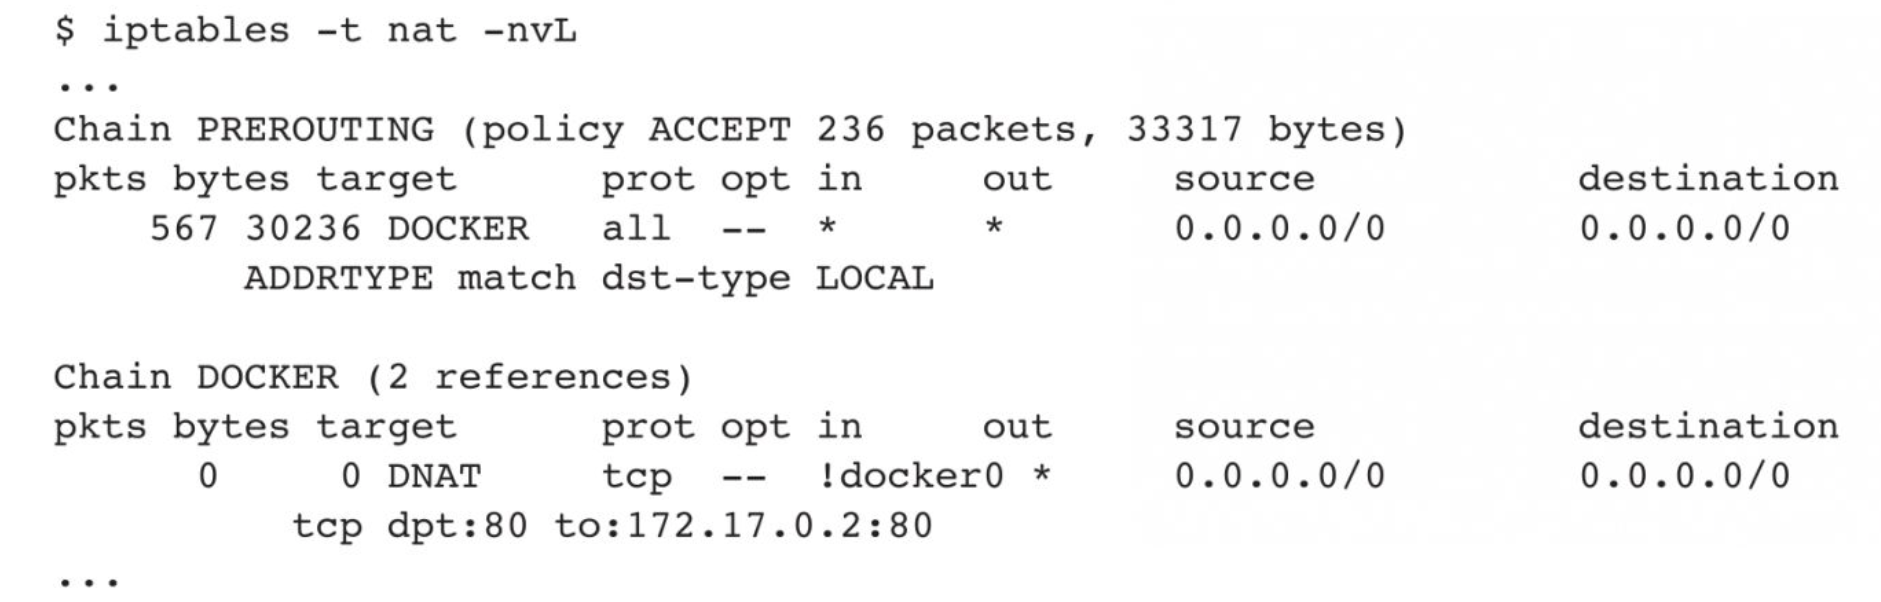 $ iptables -t nat -nvL
...
Chain PREROUTING (policy ACCEPT 236 packets, 33317 bytes)
pkts bytes target prot opt in out source destination
567 30236 DOCKER all -- * * 0.0.0.0/0 0.0.0.0/0
ADDRTYPE match dst-type LOCAL
Chain DOCKER (2 references)
pkts bytes target prot opt in out source destination
0 0 DNAT tcp -- !docker0 * 0.0.0.0/0 0.0.0.0/0
tcp dpt:80 to:172.17.0.2:80
...